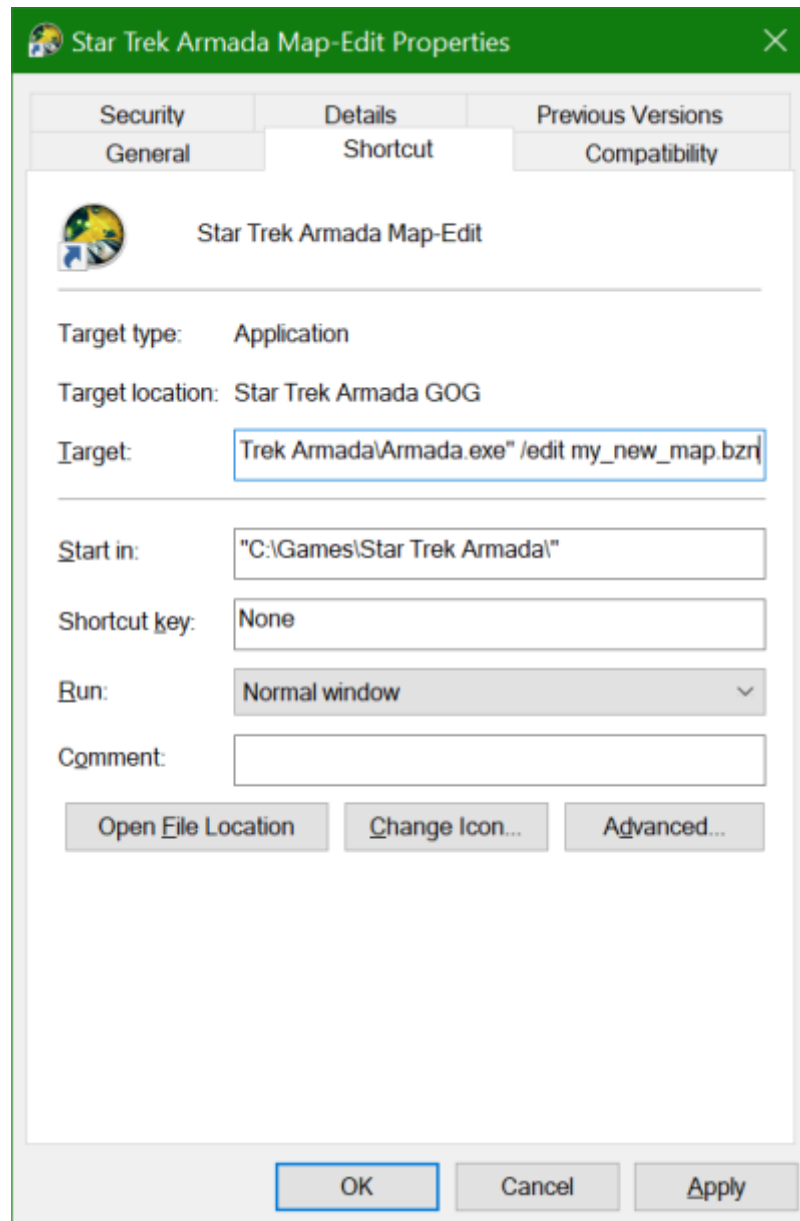 Star Trek Armada Map-Edit Properties
Security Details Previous Versions
General Shortcut Compatibility
Star Trek Armada Map-Edit
Target type: Application
Target location: Star Trek Armada GOG
Target: Trek Armada\Armada.exe" /edit my_new_map.bzn
Start in: "C:\Games\Star Trek Armada\"
Shortcut key: None
Run: Normal window
Comment:
Open File Location Change Icon... Advanced...
OK Cancel Apply